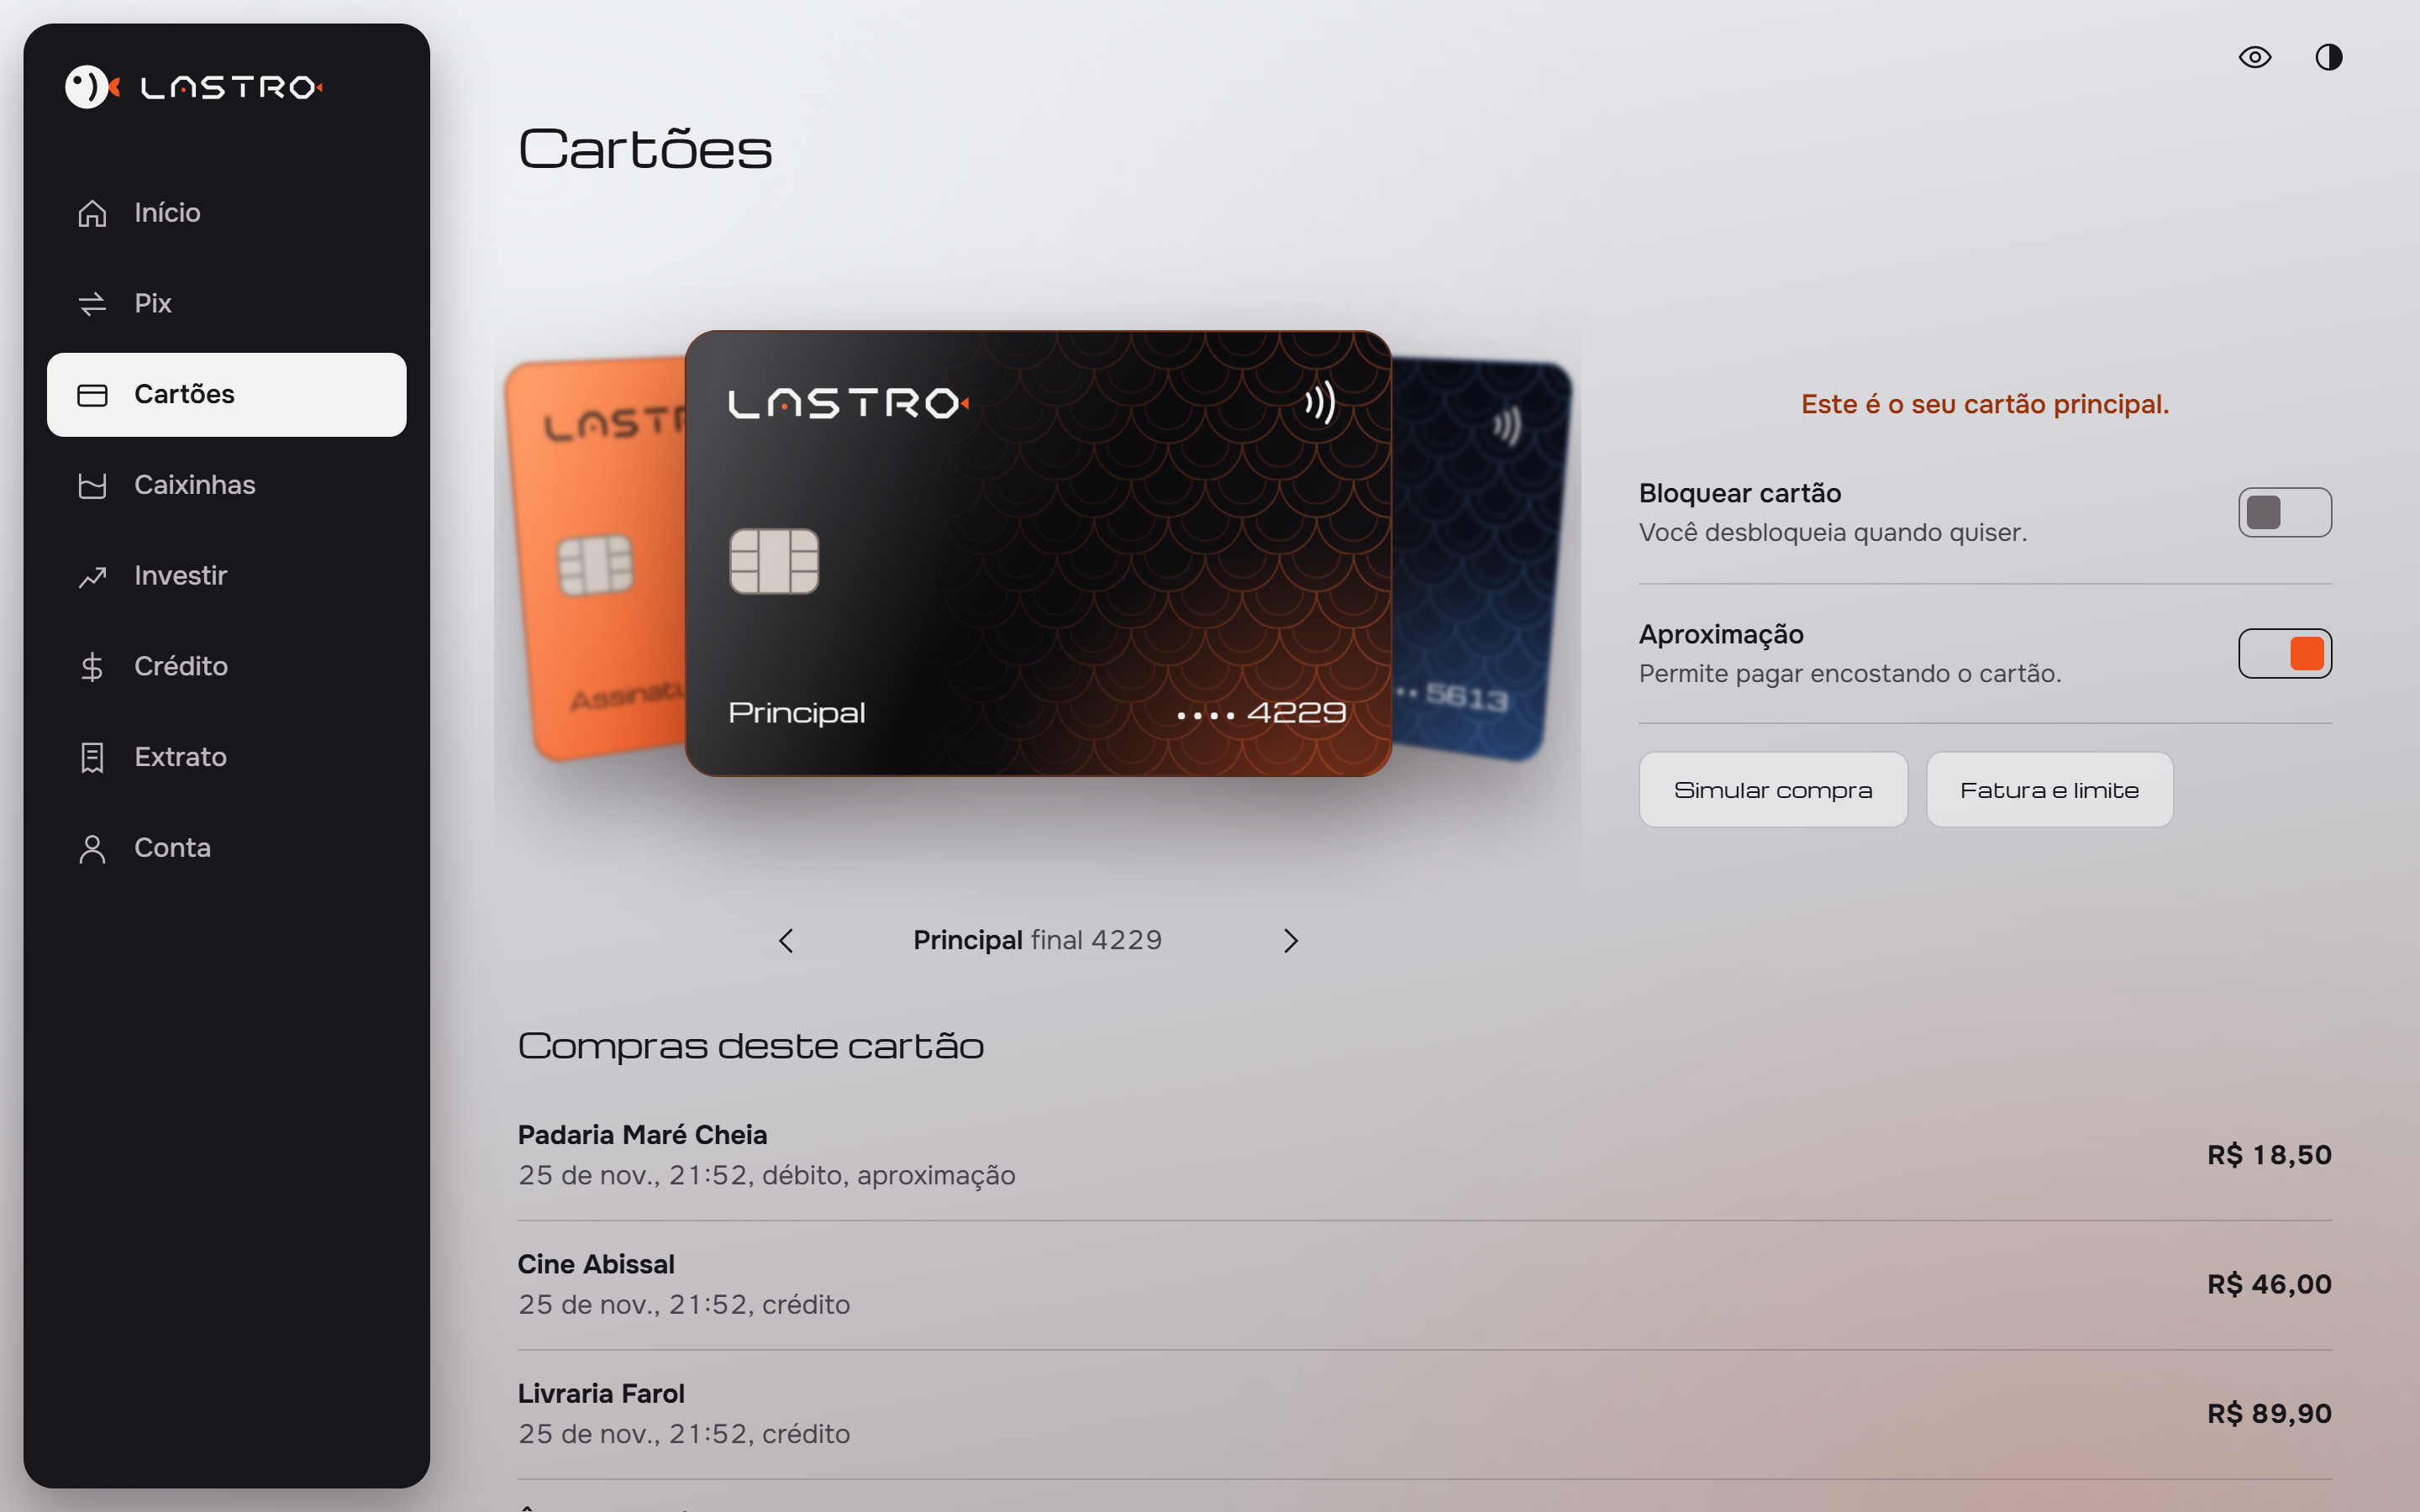 LASTRO
Início
Pix
Cartões
Caixinhas
Investir
Crédito
Extrato
Conta
Cartões
LASTRO
Principal
•••• 4229
5613
Este é o seu cartão principal.
Bloquear cartão
Você desbloqueia quando quiser.
Aproximação
Permite pagar encostando o cartão.
Simular compra
Fatura e limite
Principal final 4229
Compras deste cartão
Padaria Maré Cheia
25 de nov., 21:52, débito, aproximação
R$ 18,50
Cine Abissal
25 de nov., 21:52, crédito
R$ 46,00
Livraria Farol
25 de nov., 21:52, crédito
R$ 89,90